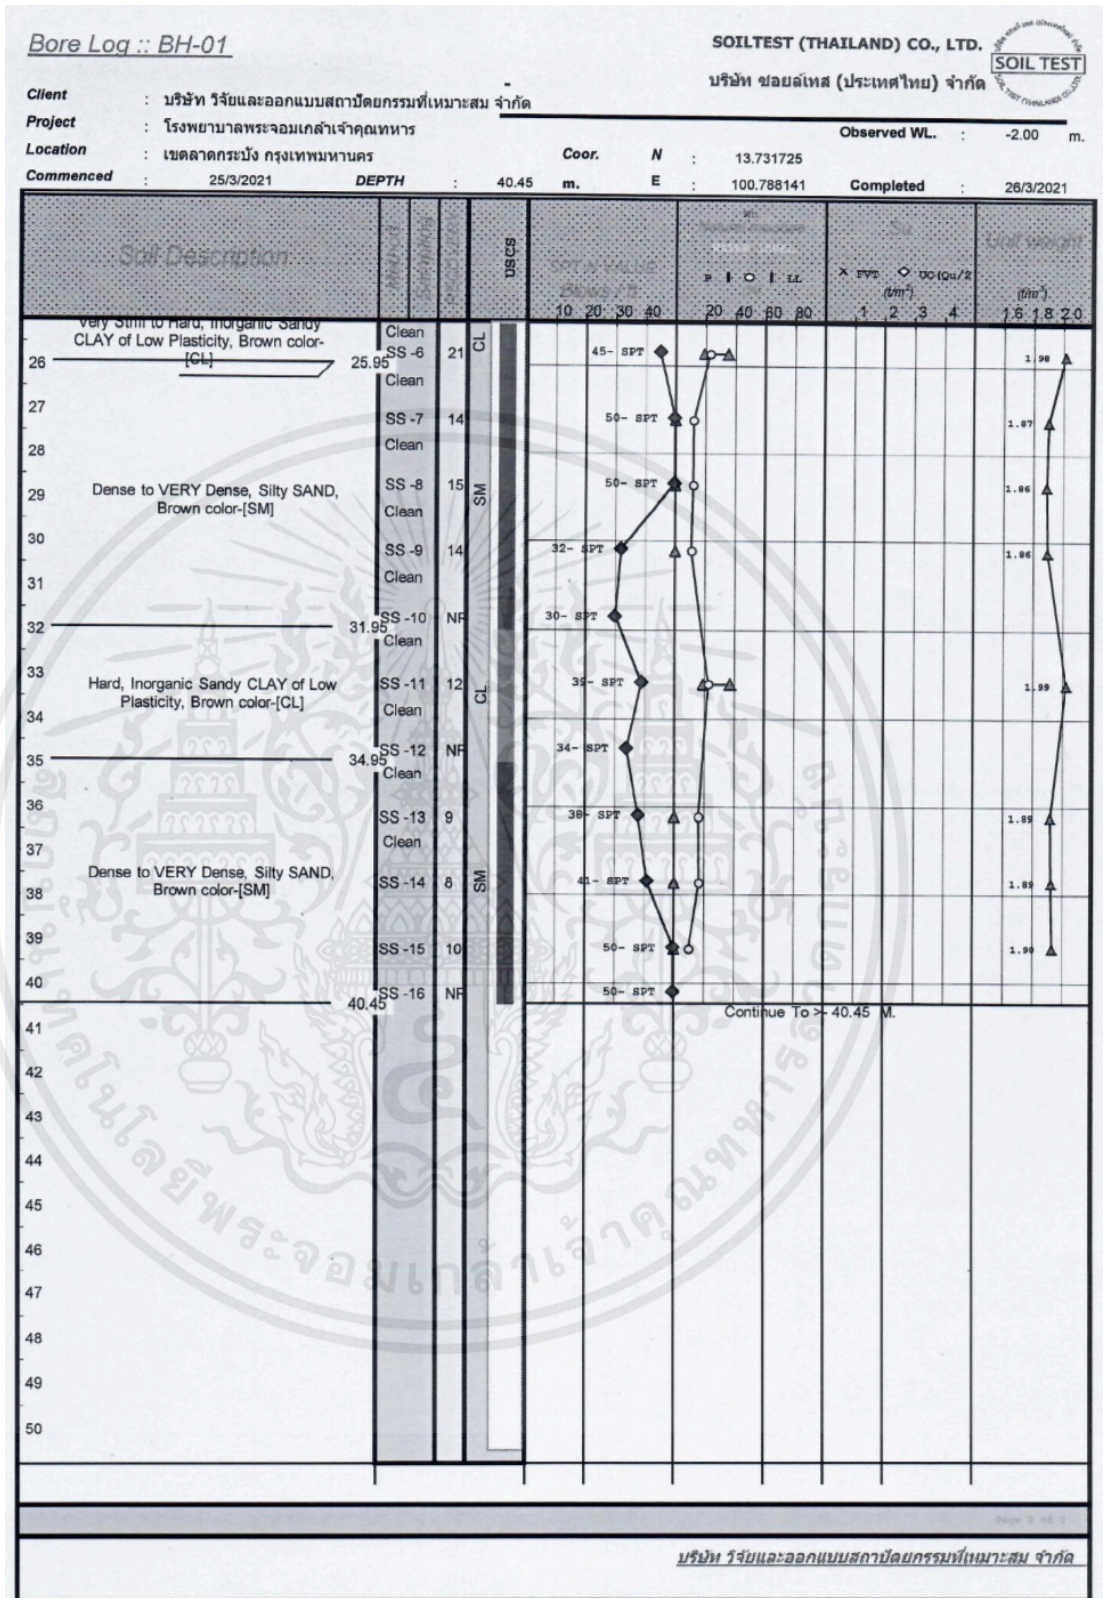 Bore Log :: BH-01
SOILTEST (THAILAND) CO., LTD.
บริษัท ซอยล์เทส (ประเทศไทย) จำกัด
SOIL TEST
Client : บริษัท วิจัยและออกแบบสถาปัตยกรรมที่เหมาะสม จำกัด
Project : โรงพยาบาลพระจอมเกล้าเจ้าคุณทหาร
Observed WL. : -2.00 m.
Location : เขตลาดกระบัง กรุงเทพมหานคร
Coor. N : 13.731725
Commenced : 25/3/2021 DEPTH : 40.45 m. E : 100.788141 Completed : 26/3/2021
Soil Description
Method
USCS
SPT-N VALUE
Blows / ft
10 20 30 40
Natural
P LL
20 40 60 80
Su
FVT UC(Qu/2
(t/m²)
1 2 3 4
Unit weight
(t/m³)
1.6 1.8 2.0
Very Stiff to Hard, Inorganic Sandy
CLAY of Low Plasticity, Brown color-
[CL]
25.95
Clean
SS -6 21 CL 45- SPT 1.98
26
Clean
27
SS -7 14 50- SPT 1.87
Clean
28
Dense to VERY Dense, Silty SAND,
Brown color-[SM]
SS -8 15 SM 50- SPT 1.86
29
Clean
30
SS -9 14 32- SPT 1.86
Clean
31
SS -10 NR 30- SPT
32 31.95
Clean
33
Hard, Inorganic Sandy CLAY of Low
Plasticity, Brown color-[CL]
SS -11 12 CL 39- SPT 1.99
Clean
34
SS -12 NR 34- SPT
35 34.95
Clean
36
SS -13 9 38- SPT 1.89
Clean
37
Dense to VERY Dense, Silty SAND,
Brown color-[SM]
SS -14 8 SM 41- SPT 1.89
38
39
SS -15 10 50- SPT 1.90
40
SS -16 NR 50- SPT
40.45
Continue To >- 40.45 M.
41
42
43
44
45
46
47
48
49
50
บริษัท วิจัยและออกแบบสถาปัตยกรรมที่เหมาะสม จำกัด